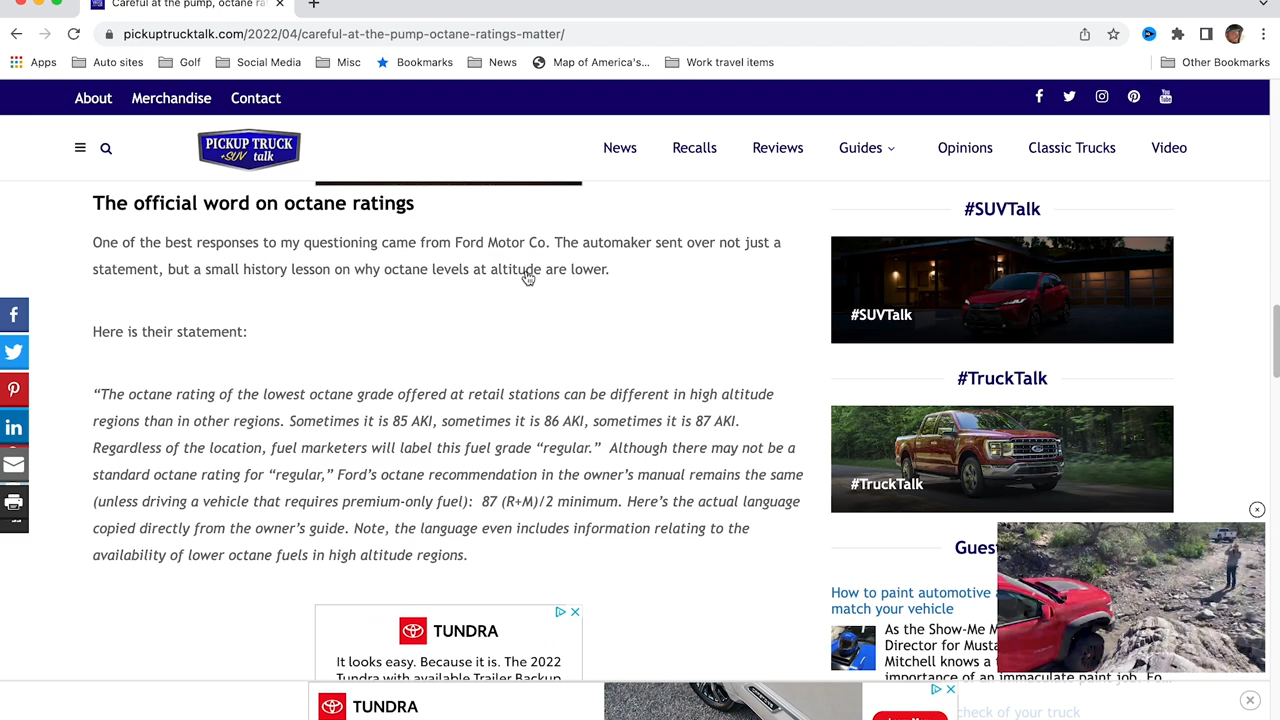 Careful at the pump, octane ra
pickuptrucktalk.com/2022/04/careful-at-the-pump-octane-ratings-matter/
Apps Auto sites Golf Social Media Misc Bookmarks News Map of America's... Work travel items Other Bookmarks
About Merchandise Contact
PICKUP TRUCK
+SUV talk
News Recalls Reviews Guides Opinions Classic Trucks Video
The official word on octane ratings
One of the best responses to my questioning came from Ford Motor Co. The automaker sent over not just a
statement, but a small history lesson on why octane levels at altitude are lower.
Here is their statement:
“The octane rating of the lowest octane grade offered at retail stations can be different in high altitude
regions than in other regions. Sometimes it is 85 AKI, sometimes it is 86 AKI, sometimes it is 87 AKI.
Regardless of the location, fuel marketers will label this fuel grade “regular.”  Although there may not be a
standard octane rating for “regular,” Ford’s octane recommendation in the owner’s manual remains the same
(unless driving a vehicle that requires premium-only fuel):  87 (R+M)/2 minimum. Here’s the actual language
copied directly from the owner’s guide. Note, the language even includes information relating to the
availability of lower octane fuels in high altitude regions.
TUNDRA
It looks easy. Because it is. The 2022
Tundra with available Trailer Backup
TUNDRA
#SUVTalk
#SUVTalk
#TruckTalk
#TruckTalk
Gues
How to paint automotive
match your vehicle
As the Show-Me M
Director for Musta
Mitchell knows a
importance of an immaculate paint job. Fo...
check of your truck